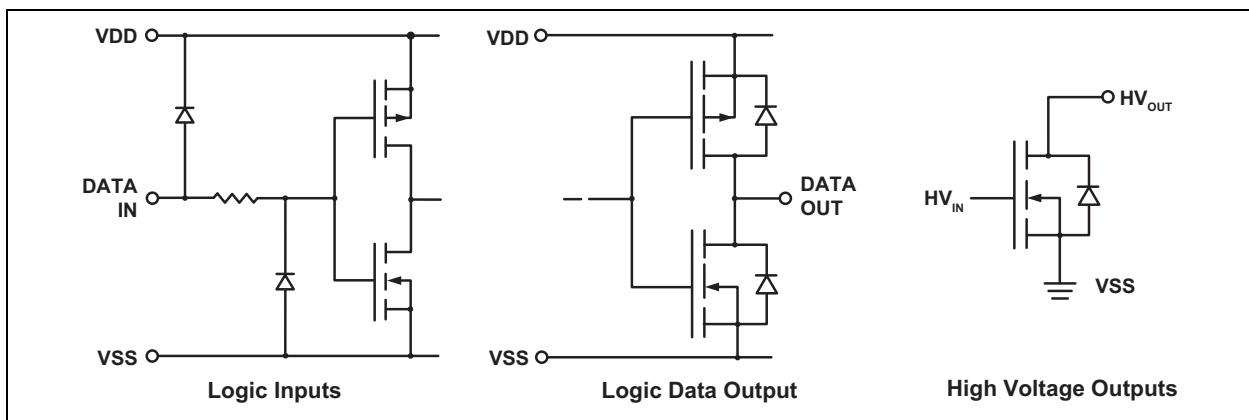 VDD
DATA
IN
VSS
Logic Inputs
VDD
DATA
OUT
VSS
Logic Data Output
HVOUT
HVIN
VSS
High Voltage Outputs